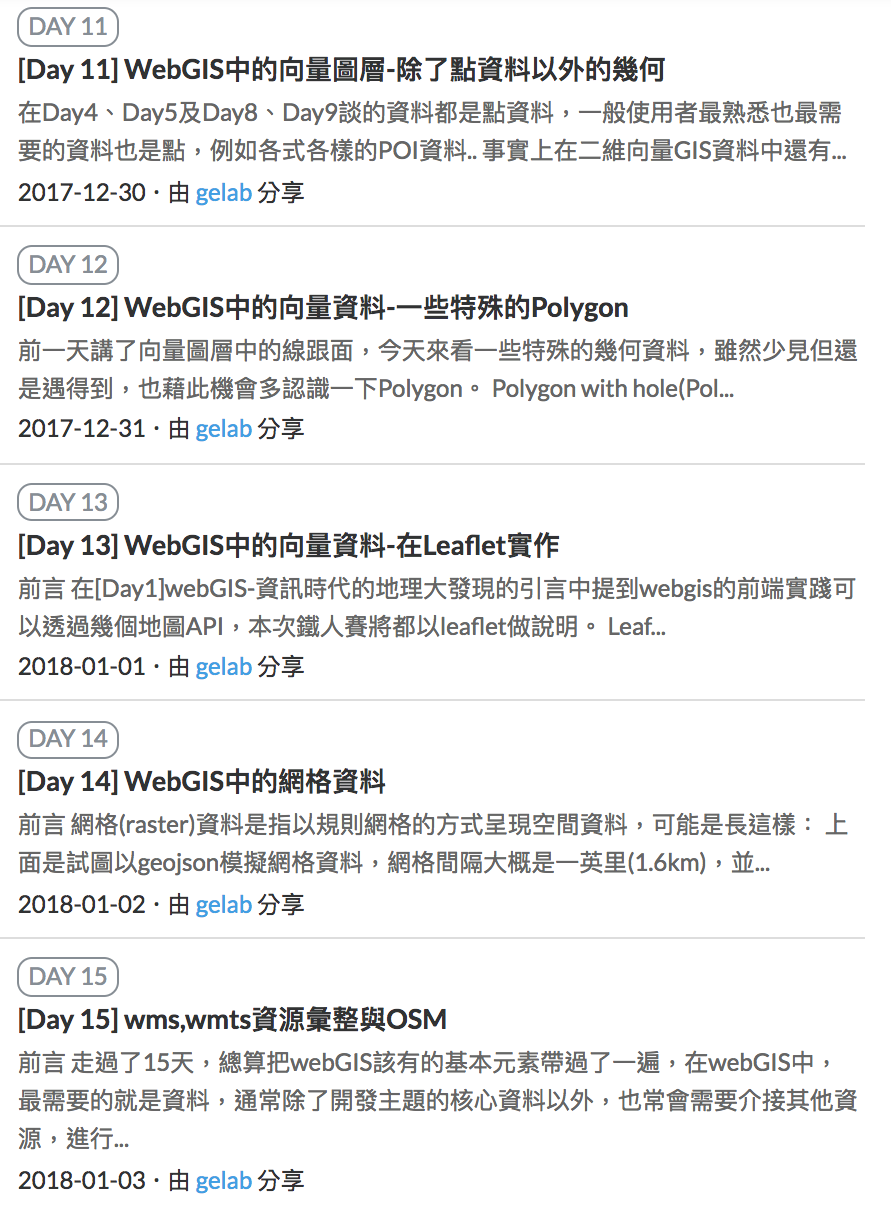 DAY 11
[Day 11] WebGIS中的向量圖層-除了點資料以外的幾何
在Day4、Day5及Day8、Day9談的資料都是點資料，一般使用者最熟悉也最需
要的資料也是點，例如各式各樣的POI資料.. 事實上在二維向量GIS資料中還有...
2017-12-30．由 gelab 分享
DAY 12
[Day 12] WebGIS中的向量資料-一些特殊的Polygon
前一天講了向量圖層中的線跟面，今天來看一些特殊的幾何資料，雖然少見但還
是遇得到，也藉此機會多認識一下Polygon。 Polygon with hole(Pol...
2017-12-31．由 gelab 分享
DAY 13
[Day 13] WebGIS中的向量資料-在Leaflet實作
前言 在[Day1]webGIS-資訊時代的地理大發現的引言中提到webgis的前端實踐可
以透過幾個地圖API，本次鐵人賽將都以leaflet做說明。 Leaf...
2018-01-01．由 gelab 分享
DAY 14
[Day 14] WebGIS中的網格資料
前言 網格(raster)資料是指以規則網格的方式呈現空間資料，可能是長這樣： 上
面是試圖以geojson模擬網格資料，網格間隔大概是一英里(1.6km)，並...
2018-01-02．由 gelab 分享
DAY 15
[Day 15] wms,wmts資源彙整與OSM
前言 走過了15天，總算把webGIS該有的基本元素帶過了一遍，在webGIS中，
最需要的就是資料，通常除了開發主題的核心資料以外，也常會需要介接其他資
源，進行...
2018-01-03．由 gelab 分享